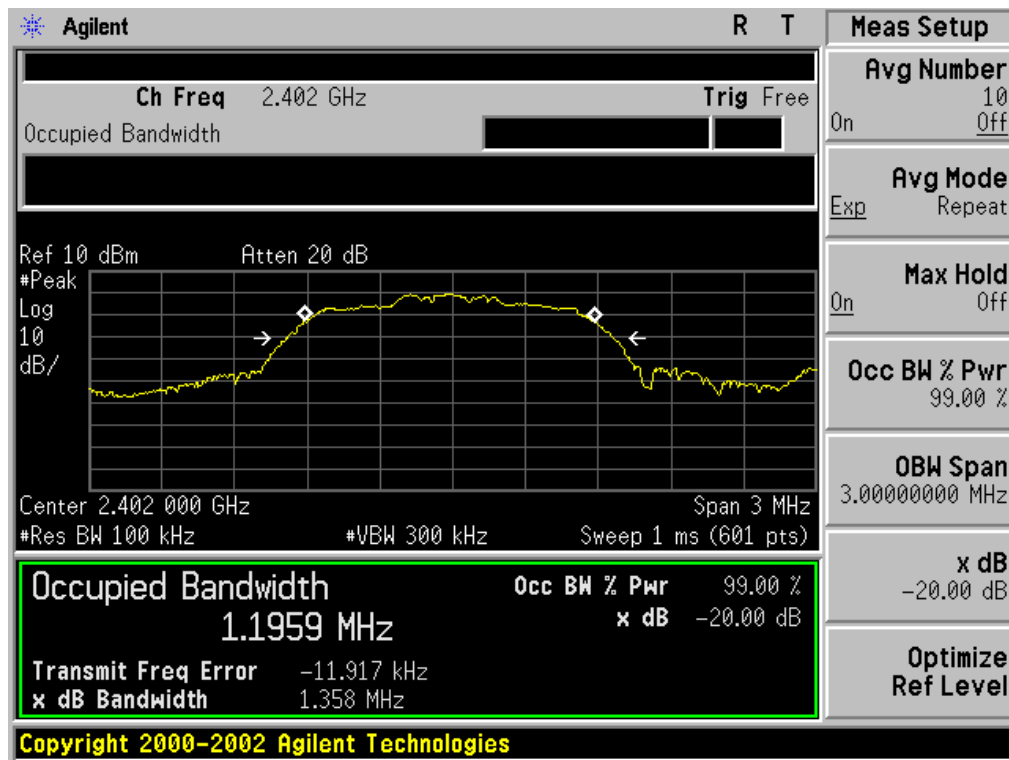 Agilent R T
Ch Freq 2.402 GHz Trig Free
Occupied Bandwidth
Ref 10 dBm Atten 20 dB
#Peak
Log
10
dB/
Center 2.402 000 GHz Span 3 MHz
#Res BW 100 kHz #VBW 300 kHz Sweep 1 ms (601 pts)
Occupied Bandwidth Occ BW % Pwr 99.00 %
1.1959 MHz x dB -20.00 dB
Transmit Freq Error -11.917 kHz
x dB Bandwidth 1.358 MHz
Copyright 2000-2002 Agilent Technologies
Meas Setup
Avg Number
10
On Off
Avg Mode
Exp Repeat
Max Hold
On Off
Occ BW % Pwr
99.00 %
OBW Span
3.00000000 MHz
x dB
-20.00 dB
Optimize
Ref Level